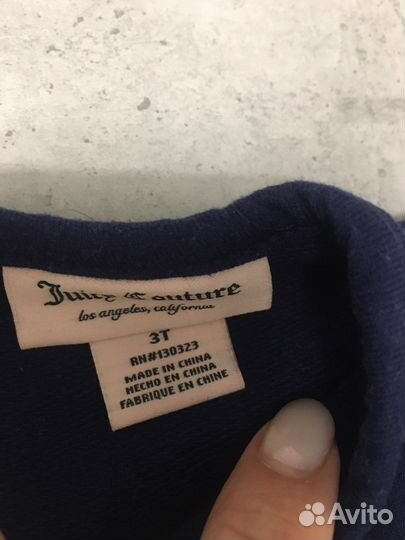 Juicy Couture
los angeles, california
3T
RN#130323
MADE IN CHINA
HECHO EN CHINA
FABRIQUE EN CHINE
Avito